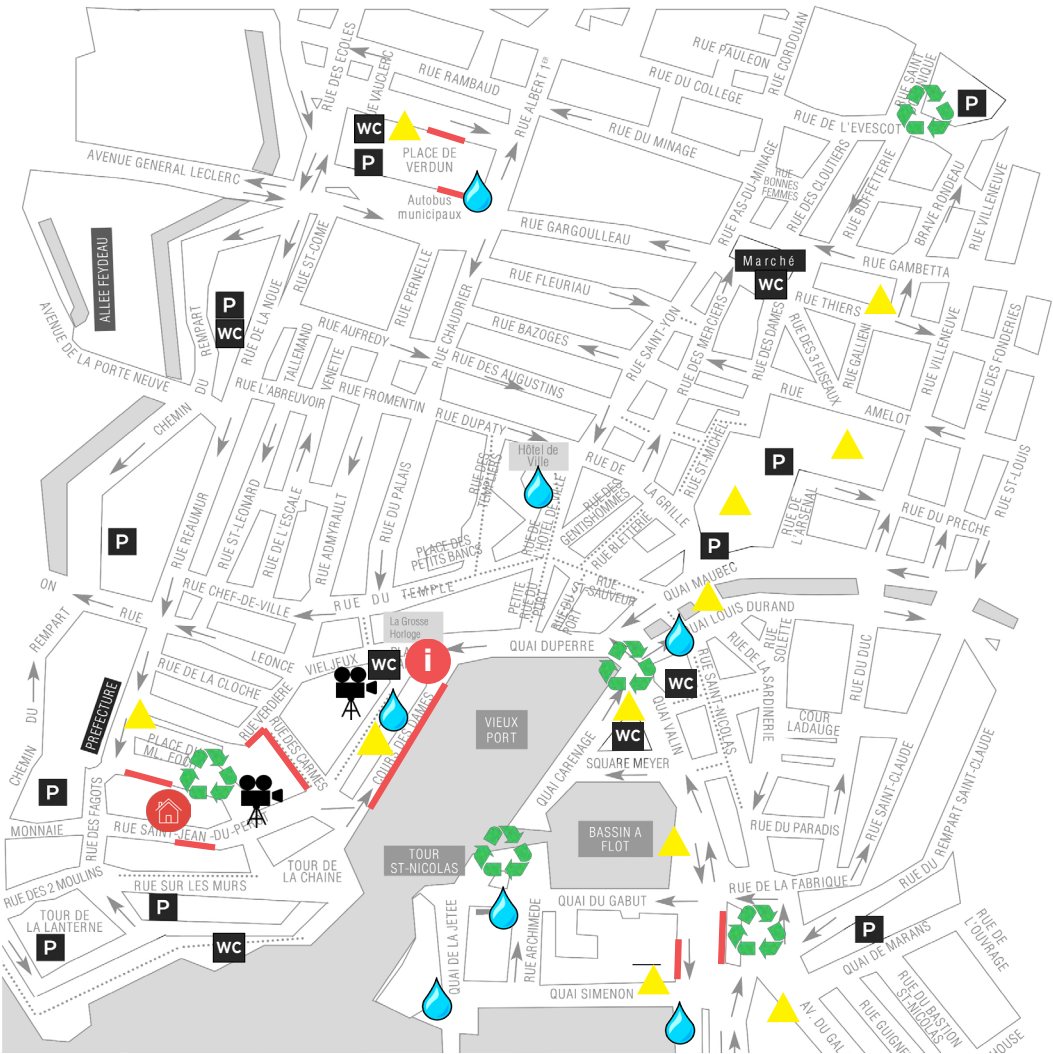 RUE DES ECOLES
RUE VAUCLERC
RUE RAMBAUD
RUE ALBERT 1ER
RUE PAULEON
RUE CORDOUAN
RUE DU COLLEGE
RUE SAINT
P
RUE DE L'EVESCOT
RUE DU MINAGE
WC
PLACE DE
VERDUN
P
AVENUE GENERAL LECLERC
Autobus
municipaux
RUE PAS-DU-MINAGE
RUE
BONNES
FEMMES
RUE DES CLOUTIERS
RUE BUFFETTERIE
BRAVE RONDEAU
RUE VILLENEUVE
RUE GARGOULLEAU
RUE ST-COME
RUE PERNELLE
ALLEE FEYDEAU
Marché
WC
RUE GAMBETTA
RUE FLEURIAU
RUE THIERS
P
WC
REMPART
RUE DE LA NOUE
RUE CHAUDRIER
RUE BAZOGES
RUE SAINT-YON
RUE DES MERCIERS
RUE DES DAMES
RUE DES 3 FUSEAUX
RUE GALLIENI
RUE VILLLENEUVE
RUE DES FONDERIES
AVENUE DE LA PORTE NEUVE
DU
CHEMIN
RUE AUFREDY
TALLEMAND
VENETTE
RUE L'ABREUVOIR
RUE FROMENTIN
RUE DES AUGUSTINS
RUE DUPATY
RUE
AMELOT
RUE ST-MICHEL
Hôtel de
Ville
RUE DE
LA GRILLE
P
RUE ST-LOUIS
RUE REAUMUR
RUE ST-LEONARD
RUE DE L'ESCALE
RUE ADMYRAULT
RUE DU PALAIS
RUE DES
TEMPLIERS
RUE DE
L'HOTEL DE VILLE
RUE DES
GENTISHOMMES
RUE BLETTERIE
RUE DE
L'ARSENAL
RUE DU PRECHE
P
P
PLACE DES
PETITS BANCS
ON
RUE CHEF-DE-VILLE
RUE DU TEMPLE
PETITE
RUE DU
PORT
RUE DU
PORT
RUE ST
SAUVEUR
QUAI MAUBEC
QUAI LOUIS DURAND
REMPART
RUE
LEONCE
VIELJEUX
La Grosse
Horloge
i
WC
QUAI DUPERRE
RUE DE LA CLOCHE
RUE VERDIERE
RUE DES CARMES
COUR DES DAMES
RUE SAINT-NICOLAS
RUE DE LA SARDINERIE
RUE
SOLETTE
RUE DU DUC
WC
QUAI VALIN
DU
CHEMIN
PREFECTURE
VIEUX
PORT
WC
SQUARE MEYER
QUAI CARENAGE
COUR
LADAUGE
P
MONNAIE
RUE DES FAGOTS
RUE SAINT-JEAN -DU-PEROT
RUE SAINT-CLAUDE
RUE DU REMPART SAINT-CLAUDE
BASSIN A
FLOT
RUE DU PARADIS
TOUR
ST-NICOLAS
TOUR DE
LA CHAINE
RUE DES 2 MOULINS
RUE SUR LES MURS
RUE DE LA FABRIQUE
P
TOUR DE
LA LANTERNE
P
WC
QUAI DE LA JETEE
RUE ARCHIMEDE
QUAI DU GABUT
QUAI SIMENON
P
QUAI DE MARANS
RUE DE
L'OUVRAGE
RUE DU BASTION
ST-NICOLAS
RUE GUIGNE
AV. DU GAL
HOUSE